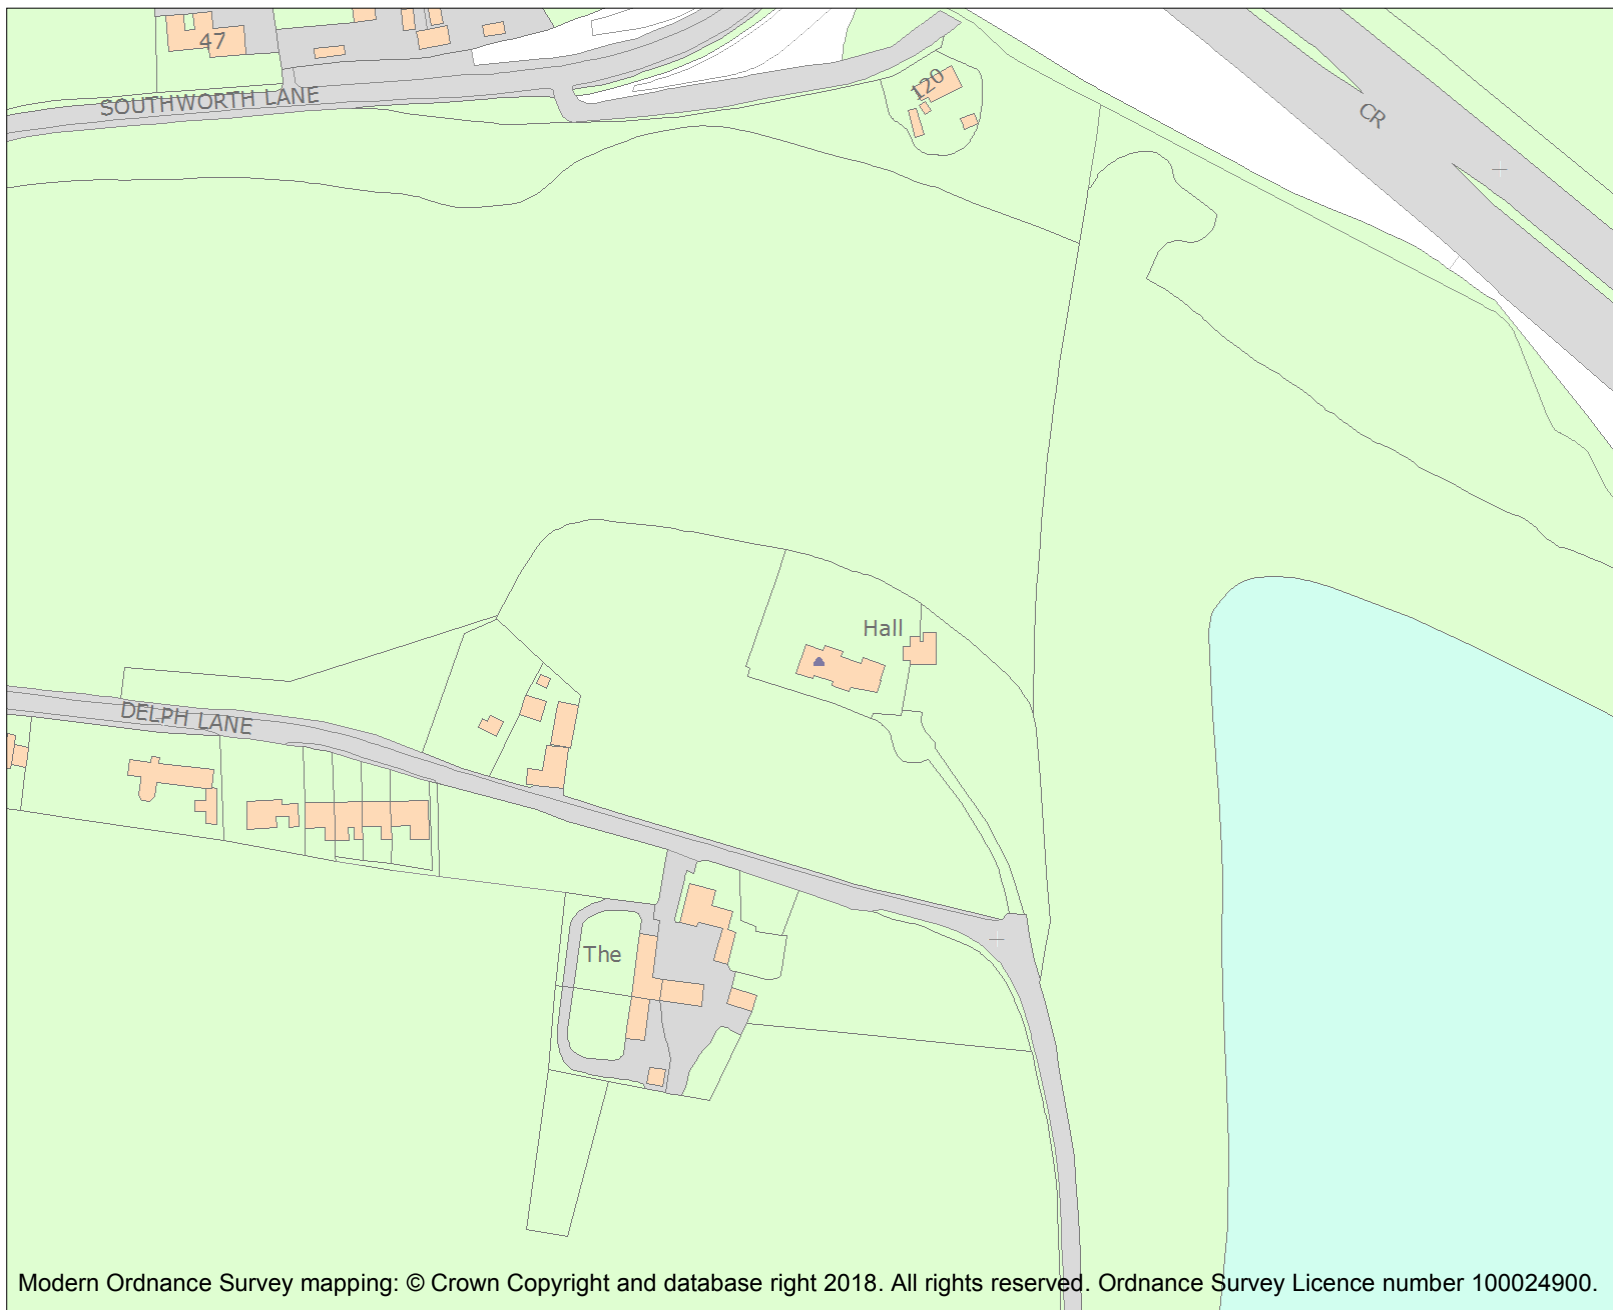 47
SOUTHWORTH LANE
120
CR
Hall
DELPH LANE
The
Modern Ordnance Survey mapping: © Crown Copyright and database right 2018. All rights reserved. Ordnance Survey Licence number 100024900.